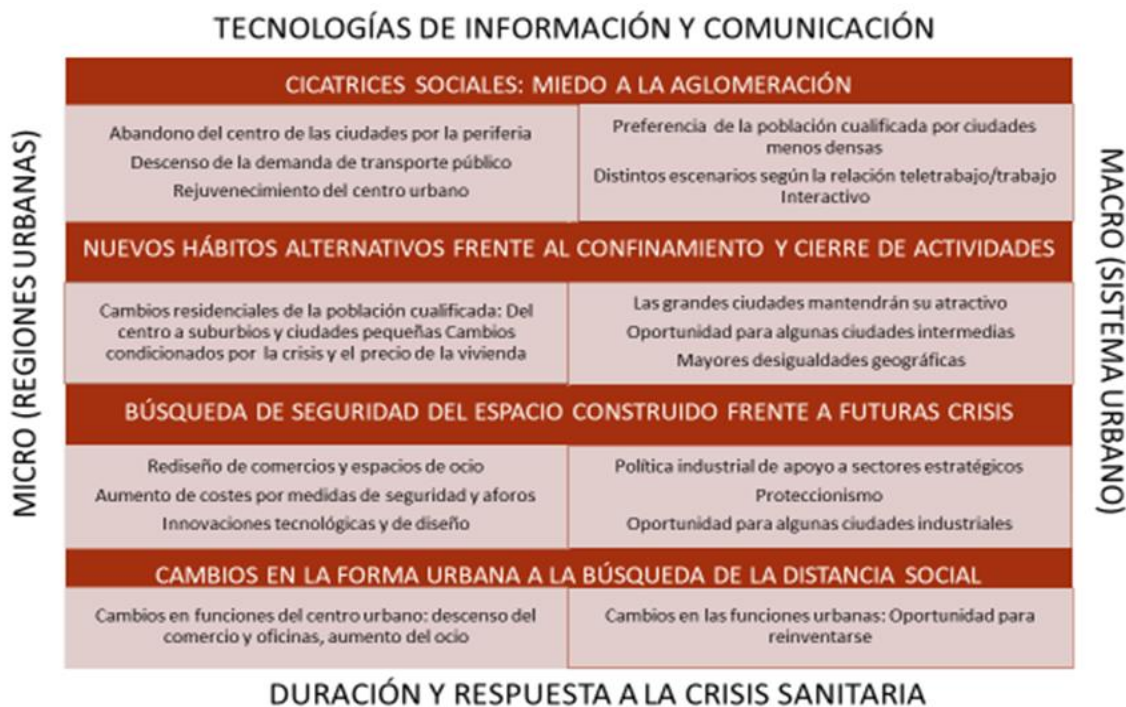 TECNOLOGÍAS DE INFORMACIÓN Y COMUNICACIÓN
MICRO (REGIONES URBANAS)
CICATRICES SOCIALES: MIEDO A LA AGLOMERACIÓN
Abandono del centro de las ciudades por la periferia
Descenso de la demanda de transporte público
Rejuvenecimiento del centro urbano
Preferencia de la población cualificada por ciudades
menos densas
Distintos escenarios según la relación teletrabajo/trabajo
Interactivo
NUEVOS HÁBITOS ALTERNATIVOS FRENTE AL CONFINAMIENTO Y CIERRE DE ACTIVIDADES
Cambios residenciales de la población cualificada: Del
centro a suburbios y ciudades pequeñas Cambios
condicionados por la crisis y el precio de la vivienda
Las grandes ciudades mantendrán su atractivo
Oportunidad para algunas ciudades intermedias
Mayores desigualdades geográficas
BÚSQUEDA DE SEGURIDAD DEL ESPACIO CONSTRUIDO FRENTE A FUTURAS CRISIS
Rediseño de comercios y espacios de ocio
Aumento de costes por medidas de seguridad y aforos
Innovaciones tecnológicas y de diseño
Política industrial de apoyo a sectores estratégicos
Proteccionismo
Oportunidad para algunas ciudades industriales
CAMBIOS EN LA FORMA URBANA A LA BÚSQUEDA DE LA DISTANCIA SOCIAL
Cambios en funciones del centro urbano: descenso del
comercio y oficinas, aumento del ocio
Cambios en las funciones urbanas: Oportunidad para
reinventarse
MACRO (SISTEMA URBANO)
DURACIÓN Y RESPUESTA A LA CRISIS SANITARIA